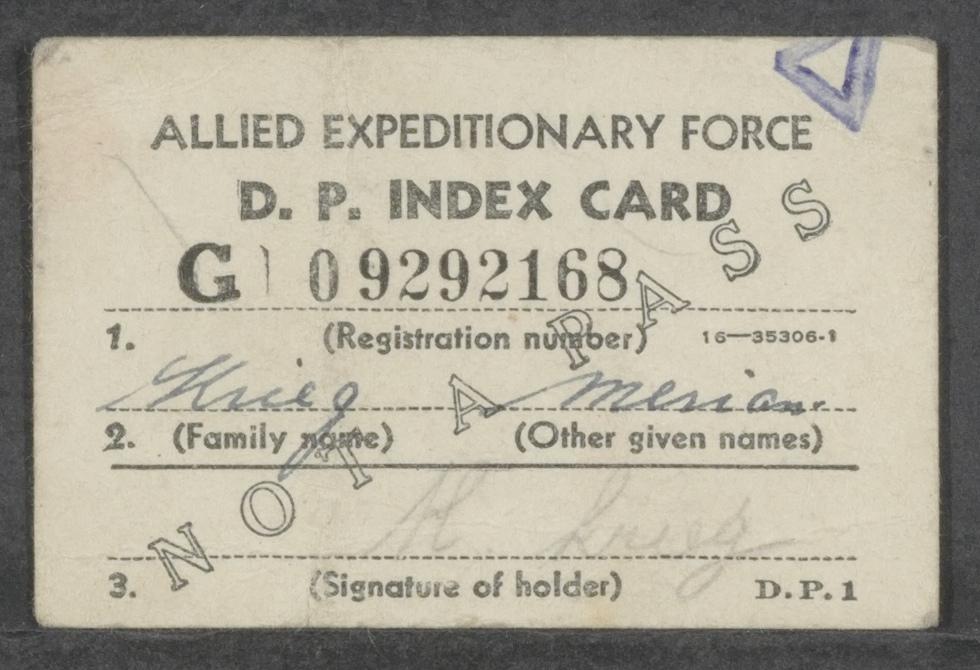 ALLIED EXPEDITIONARY FORCE
D. P. INDEX CARD
G 09292168
1. (Registration number) 16—35306-1
Krieg Merian
2. (Family name) (Other given names)
M. Krieg
3. (Signature of holder) D.P.1
NOT A PASS